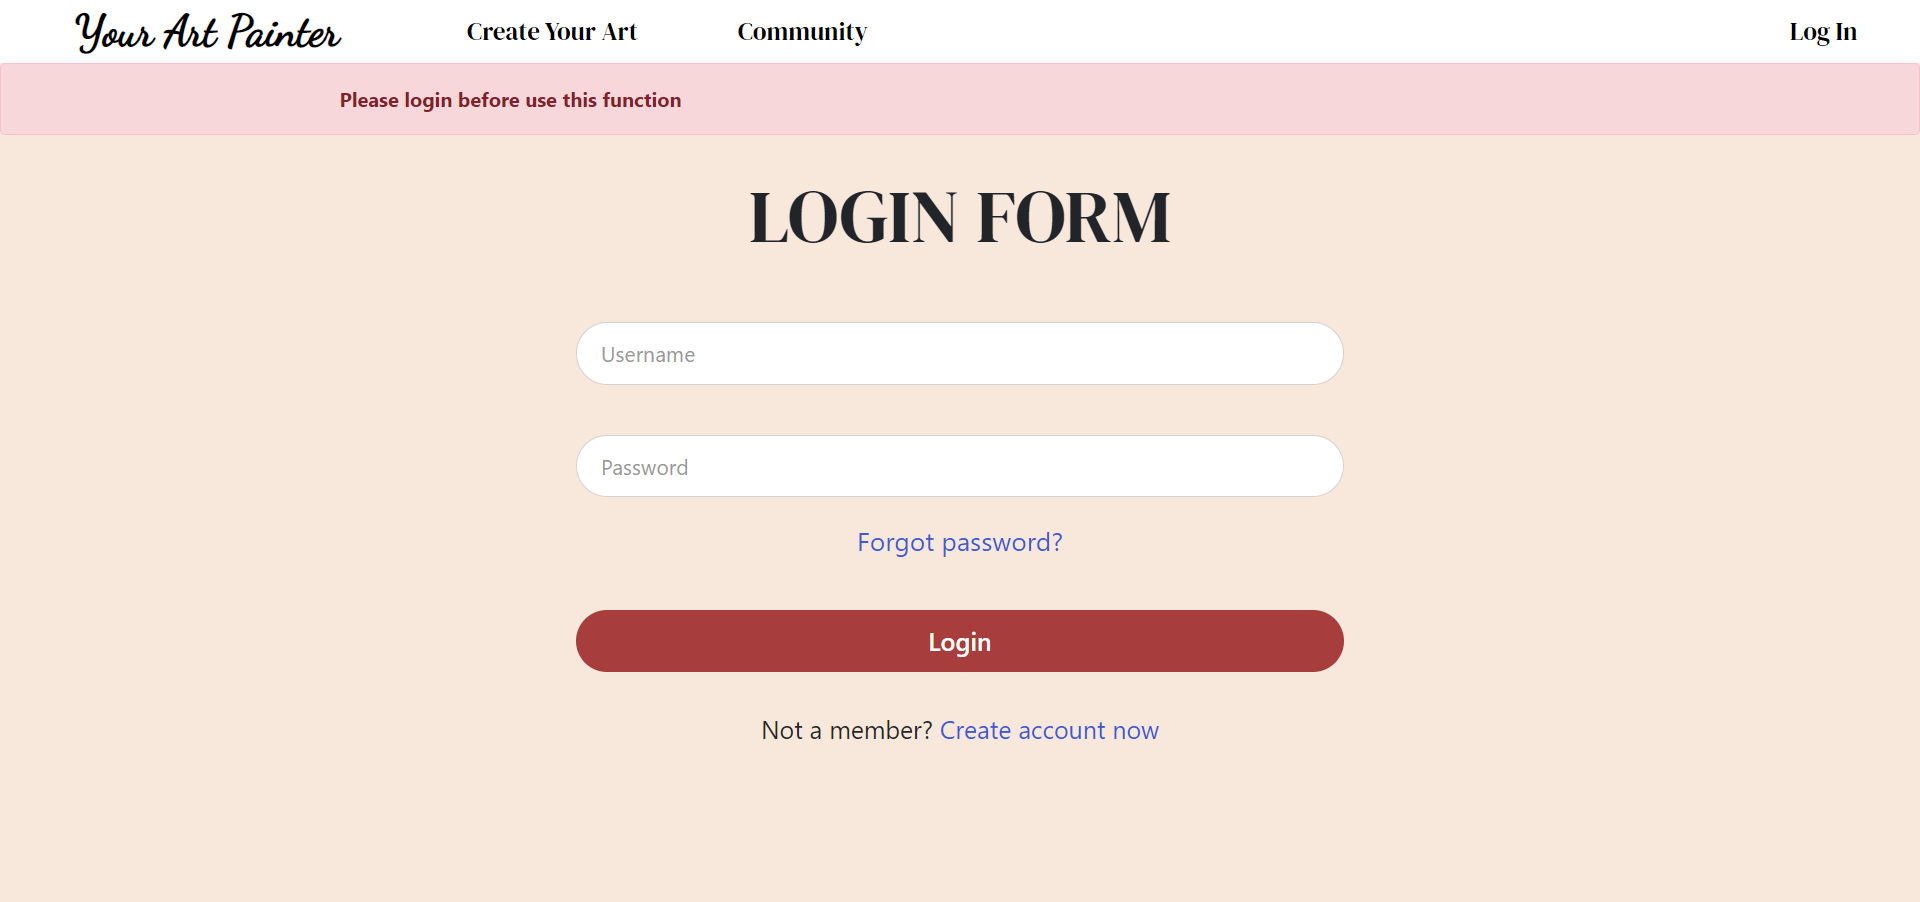 Your Art Painter Create Your Art Community Log In
Please login before use this function
LOGIN FORM
Username
Password
Forgot password?
Login
Not a member? Create account now